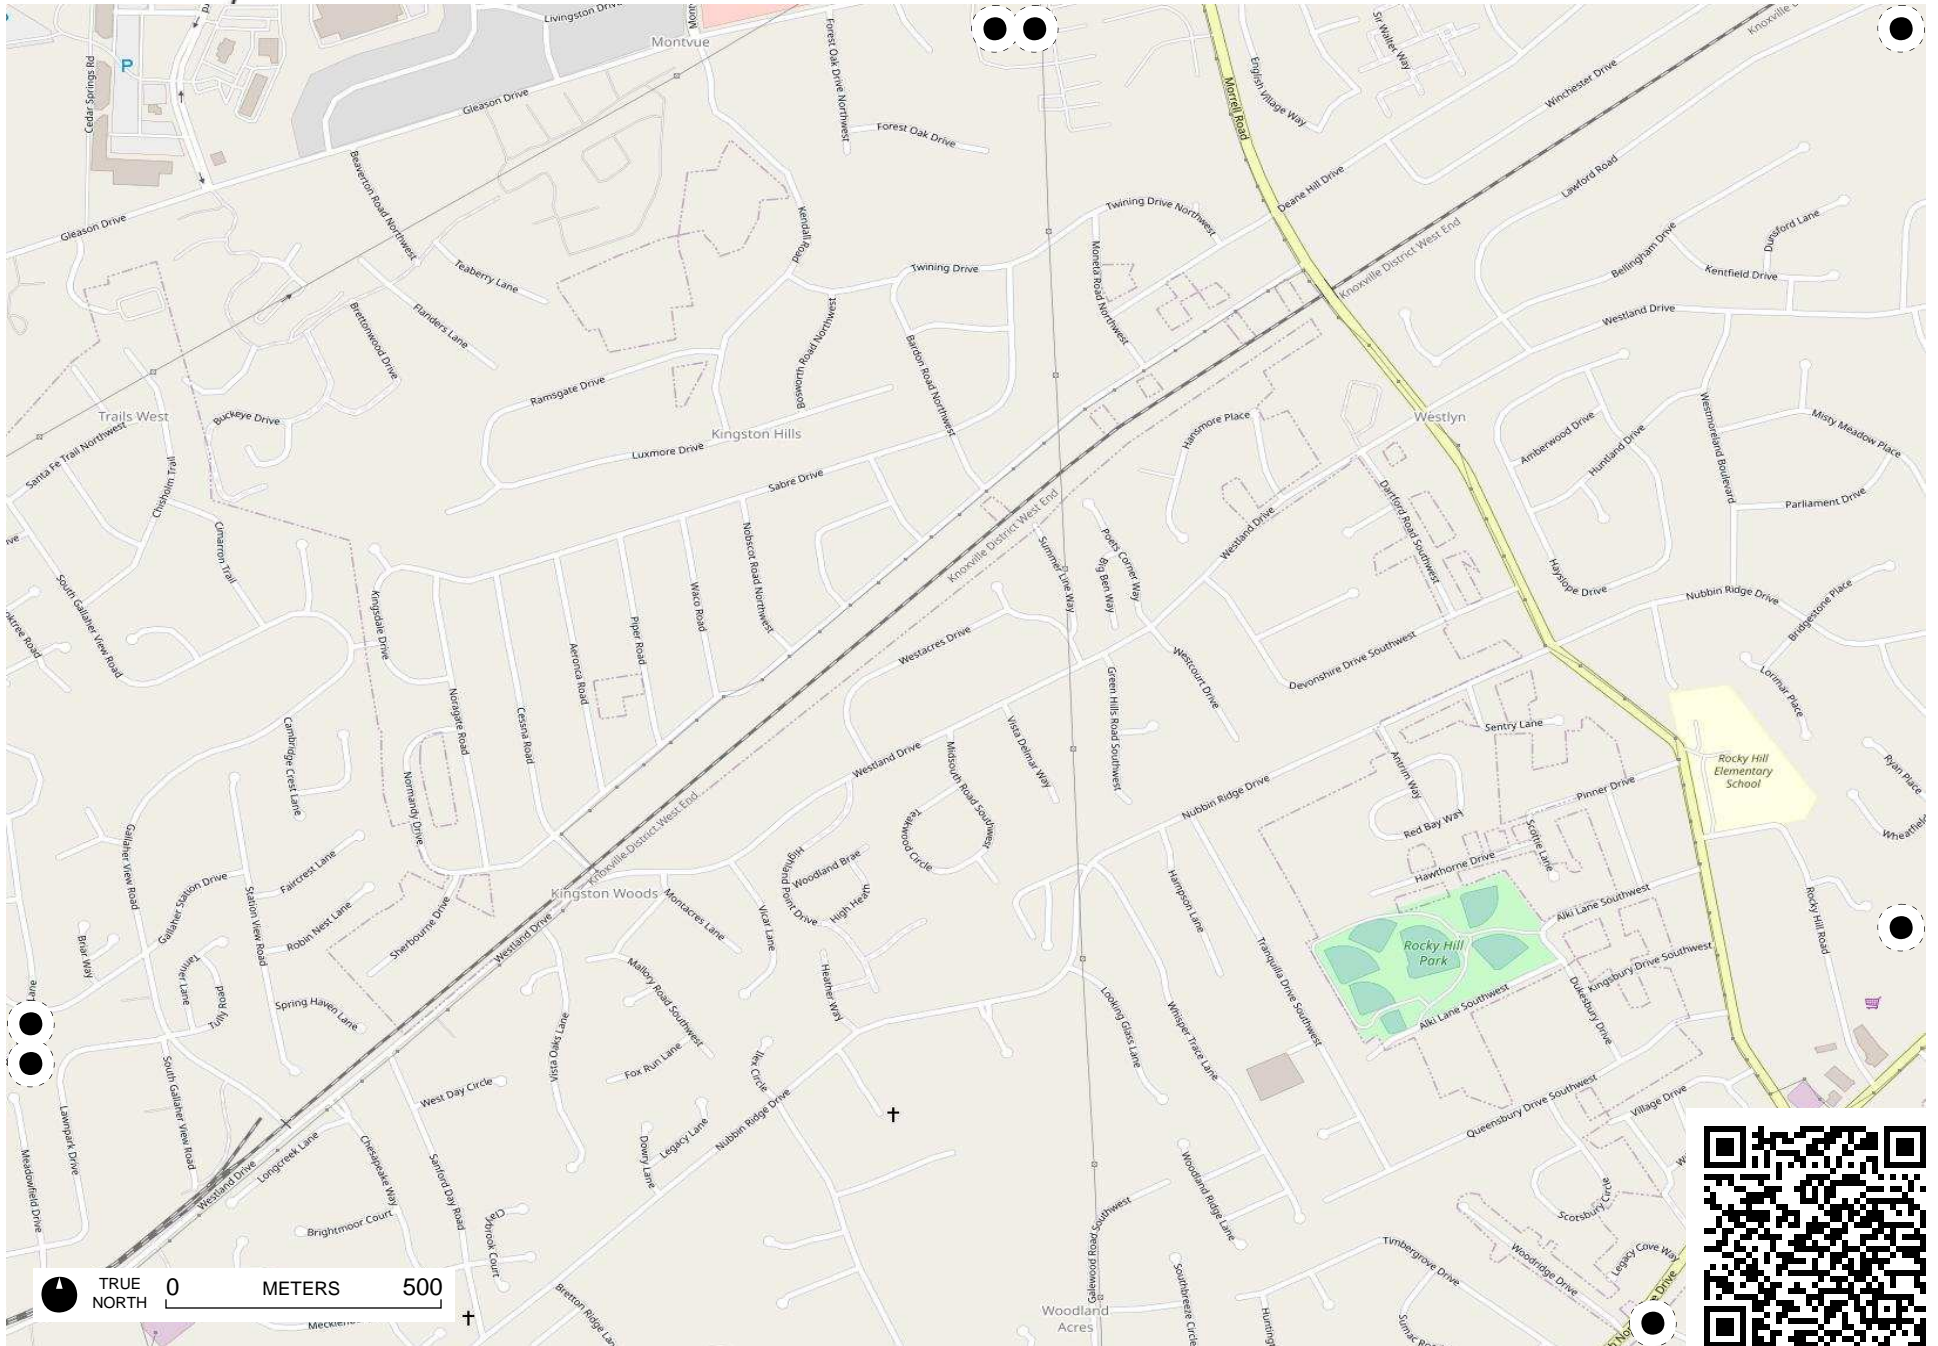 Livingston Drive
Montvue
Knoxville D
Cedar Springs Rd
P
Gleason Drive
Forest Oak Drive Northwest
Forest Oak Drive
English Village Way
Sir Walter Way
Morrell Road
Winchester Drive
Deane Hill Drive
Lawford Road
Gleason Drive
Beaverton Road Northwest
Kendall Road
Twining Drive Northwest
Twining Drive
Moneta Road Northwest
Knoxville District West End
Bellingham Drive
Dunsford Lane
Kentfield Drive
Westland Drive
Teaberry Lane
Flanders Lane
Brettonwood Drive
Bosworth Road Northwest
Bardon Road Northwest
Ramsgate Drive
Buckeye Drive
Trails West
Kingston Hills
Luxmore Drive
Sabre Drive
Hansmore Place
Westlyn
Amberwood Drive
Huntland Drive
Westmoreland Boulevard
Misty Meadow Place
Parliament Drive
Santa Fe Trail Northwest
Chisholm Trail
Cimarron Trail
Nobscot Road Northwest
Knoxville District West End
Summer Line Way
Poets Corner Way
Big Ben Way
Westland Drive
Dartford Road Southwest
Hayslope Drive
Nubbin Ridge Drive
Bridgestone Place
Lorimar Place
South Gallaher View Road
Kingsdale Drive
Waco Road
Piper Road
Aeronca Road
Cessna Road
Noragate Road
Normandy Drive
Westacres Drive
Green Hills Road Southwest
Westcourt Drive
Devonshire Drive Southwest
Sentry Lane
Antrim Way
Red Bay Way
Pinner Drive
Rocky Hill
Elementary
School
Ryan Place
Wheatfield
Cambridge Crest Lane
Gallaher View Road
Westland Drive
Midsouth Road Southwest
Vista Delmar Way
Teakwood Circle
Nubbin Ridge Drive
Scottie Lane
Hawthorne Drive
Alki Lane Southwest
Rocky Hill Road
Knoxville District West End
Kingston Woods
Faircrest Lane
Gallaher Station Drive
Station View Road
Robin Nest Lane
Sherbourne Drive
Westland Drive
Montacres Lane
Vicar Lane
Highland Point Drive
Woodland Brae
High Heath
Heather Way
Hampson Lane
Tranquilla Drive Southwest
Rocky Hill
Park
Kingsbury Drive Southwest
Dukesbury Drive
Alki Lane Southwest
Briar Way
Tanner Lane
Tully Road
Spring Haven Lane
Lane
Mallory Road Southwest
Vista Oaks Lane
Fox Run Lane
Ilex Circle
Looking Glass Lane
Whisper Trace Lane
Queensbury Drive Southwest
Village Drive
Lawnpark Drive
South Gallaher View Road
West Day Circle
Longcreek Lane
Westland Drive
Chesapeake Way
Sanford Day Road
Dowry Lane
Legacy Lane
Nubbin Ridge Drive
Woodland Ridge Lane
Scotsbury Circle
Meadowfield Drive
Brightmoor Court
Bretton Ridge Lan
Galewood Road Southwest
Southbreeze Circle
Timbergrove Drive
Woodridge Drive
Legacy Cove Way
Woodland
Acres
Hunting
TRUE
NORTH
0
METERS
500